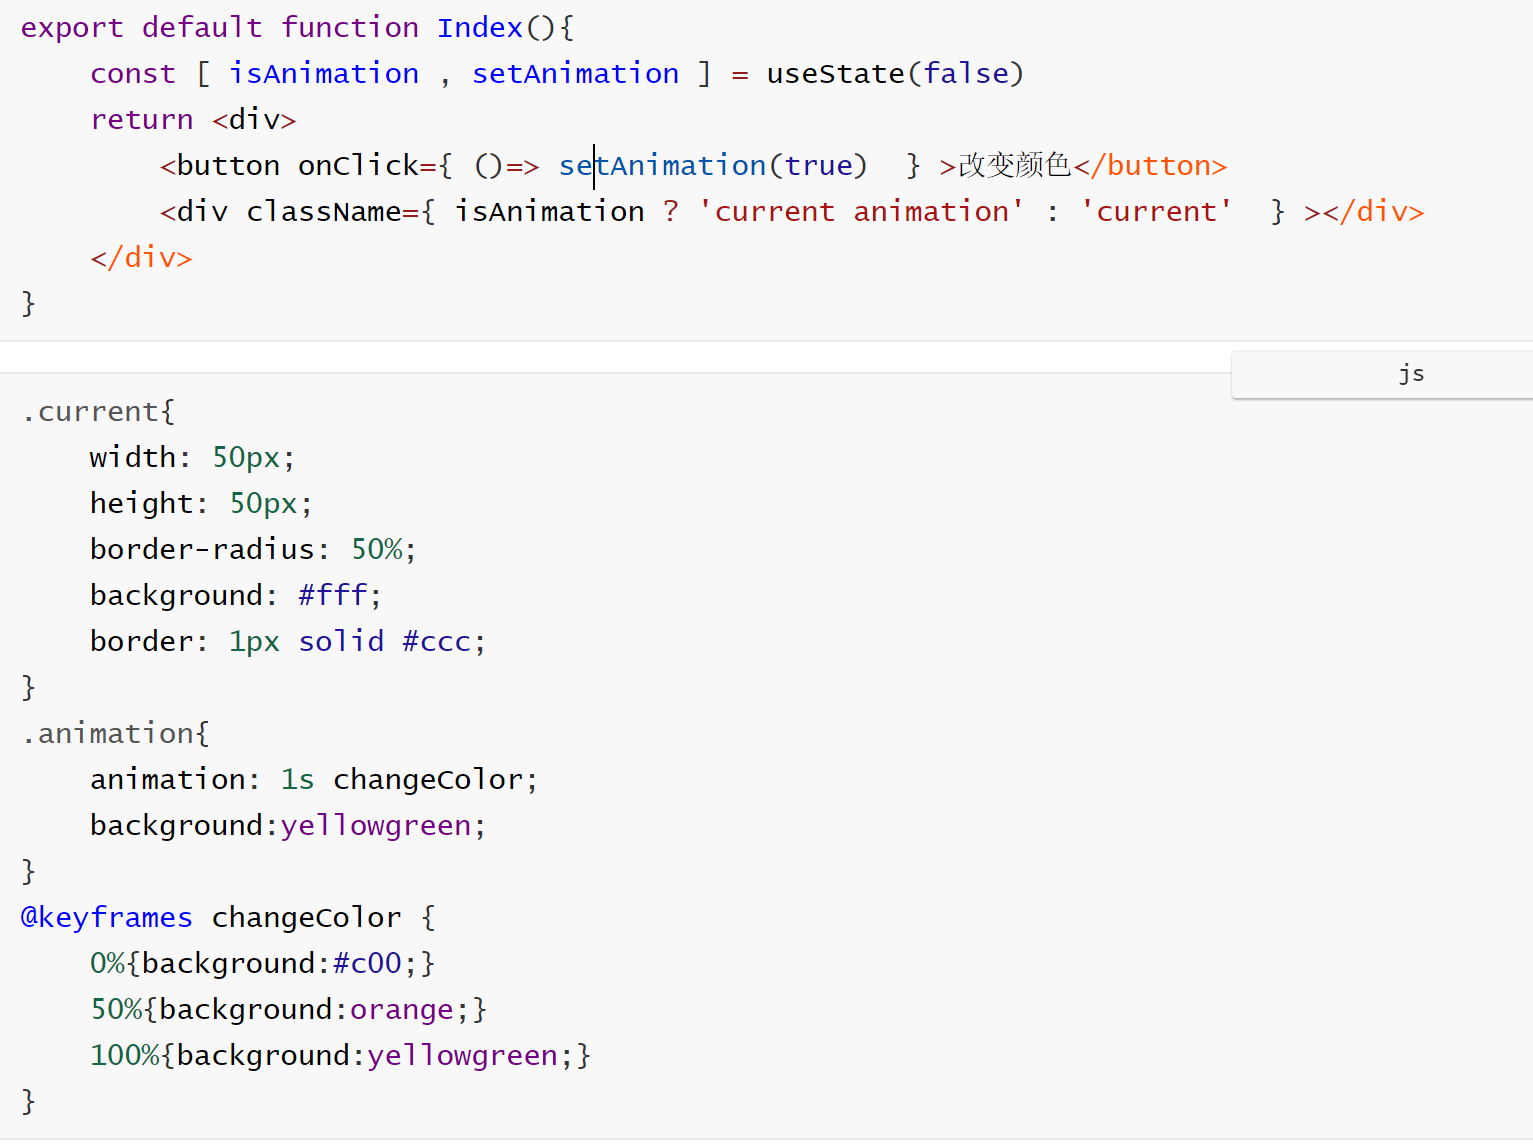 export default function Index(){
    const [ isAnimation , setAnimation ] = useState(false)
    return <div>
        <button onClick={ ()=> setAnimation(true)  } >改变颜色</button>
        <div className={ isAnimation ? 'current animation' : 'current'  } ></div>
    </div>
}
js
.current{
    width: 50px;
    height: 50px;
    border-radius: 50%;
    background: #fff;
    border: 1px solid #ccc;
}
.animation{
    animation: 1s changeColor;
    background:yellowgreen;
}
@keyframes changeColor {
    0%{background:#c00;}
    50%{background:orange;}
    100%{background:yellowgreen;}
}